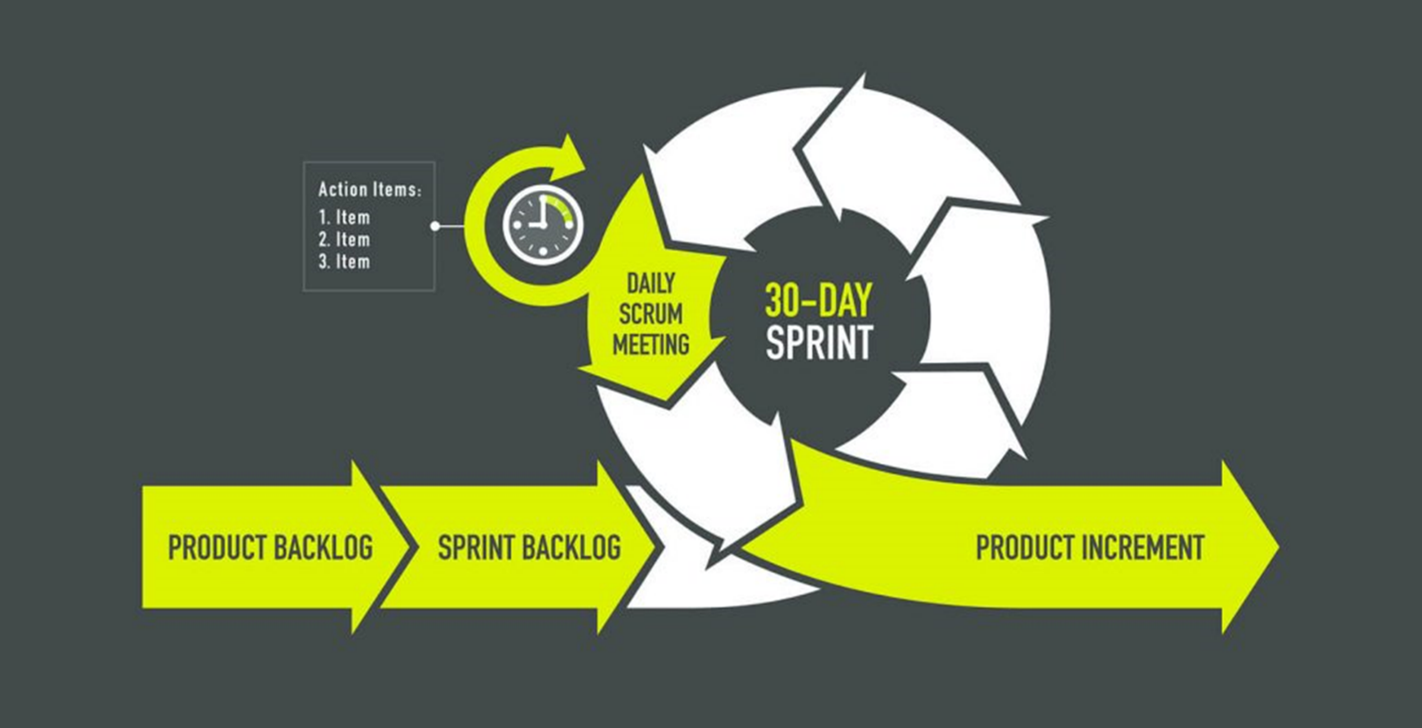 Action Items:
1. Item
2. Item
3. Item
DAILY
SCRUM
MEETING
30-DAY
SPRINT
PRODUCT BACKLOG
SPRINT BACKLOG
PRODUCT INCREMENT